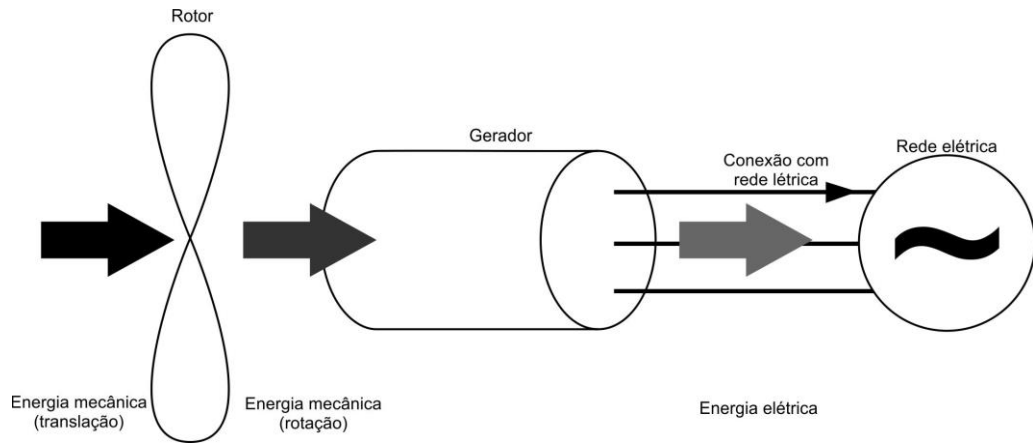 Rotor
Gerador
Conexão com
rede létrica
Rede elétrica
Energia mecânica
(translação)
Energia mecânica
(rotação)
Energia elétrica